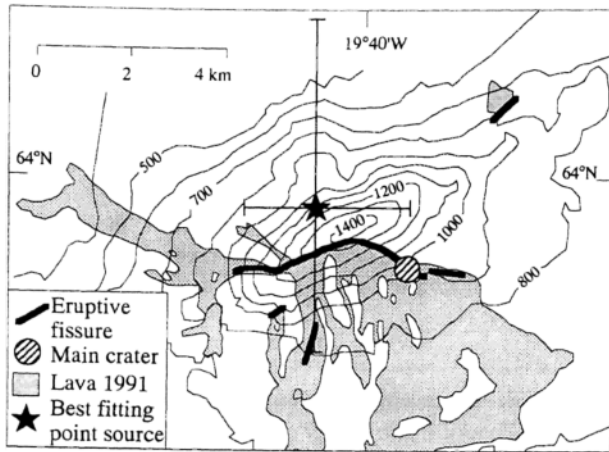 19°40'W
0 2 4 km
64°N
64°N
500
700
1200
1400
1000
800
Eruptive
fissure
Main crater
Lava 1991
Best fitting
point source